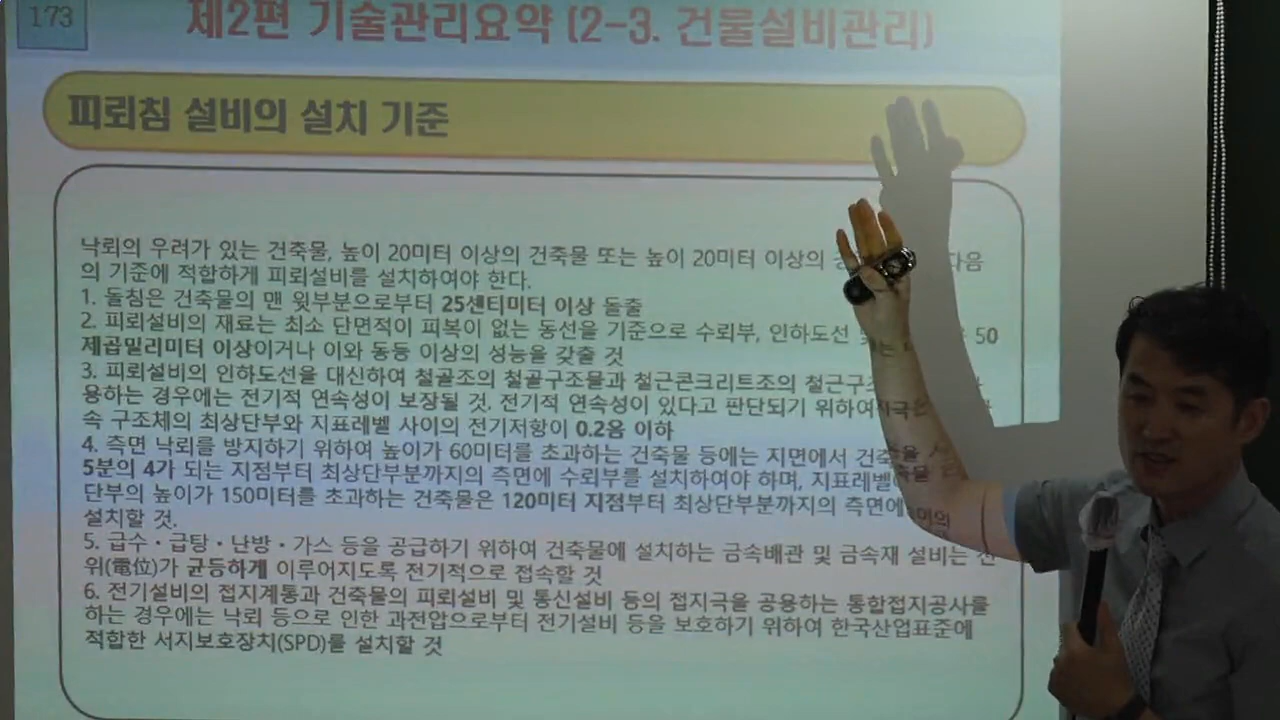 173
제2편 기술관리요약 (2-3. 건물설비관리)
피뢰침 설비의 설치 기준
낙뢰의 우려가 있는 건축물, 높이 20미터 이상의 건축물 또는 높이 20미터 이상의 다음
의 기준에 적합하게 피뢰설비를 설치하여야 한다.
1. 돌침은 건축물의 맨 윗부분으로부터 25센티미터 이상 돌출
2. 피뢰설비의 재료는 최소 단면적이 피복이 없는 동선을 기준으로 수뢰부, 인하도선 50
제곱밀리미터 이상이거나 이와 동등 이상의 성능을 갖출 것
3. 피뢰설비의 인하도선을 대신하여 철골조의 철골구조물과 철근콘크리트조의
용하는 경우에는 전기적 연속성이 보장될 것. 전기적 연속성이 있다고 판단되기 위하여
속 구조체의 최상단부와 지표레벨 사이의 전기저항이 0.2옴 이하
4. 측면 낙뢰를 방지하기 위하여 높이가 60미터를 초과하는 건축물 등에는 지면에서
5분의 4가 되는 지점부터 최상단부분까지의 측면에 수뢰부를 설치하여야 하며, 지표레벨
단부의 높이가 150미터를 초과하는 건축물은 120미터 지점부터 최상단부분까지의 측면에
설치할 것.
5. 급수·급탕·난방·가스 등을 공급하기 위하여 건축물에 설치하는 금속배관 및 금속재 설비는
위(電位)가 균등하게 이루어지도록 전기적으로 접속할 것
6. 전기설비의 접지계통과 건축물의 피뢰설비 및 통신설비 등의 접지극을 공용하는 통합접지공사를
하는 경우에는 낙뢰 등으로 인한 과전압으로부터 전기설비 등을 보호하기 위하여 한국산업표준에
적합한 서지보호장치(SPD)를 설치할 것